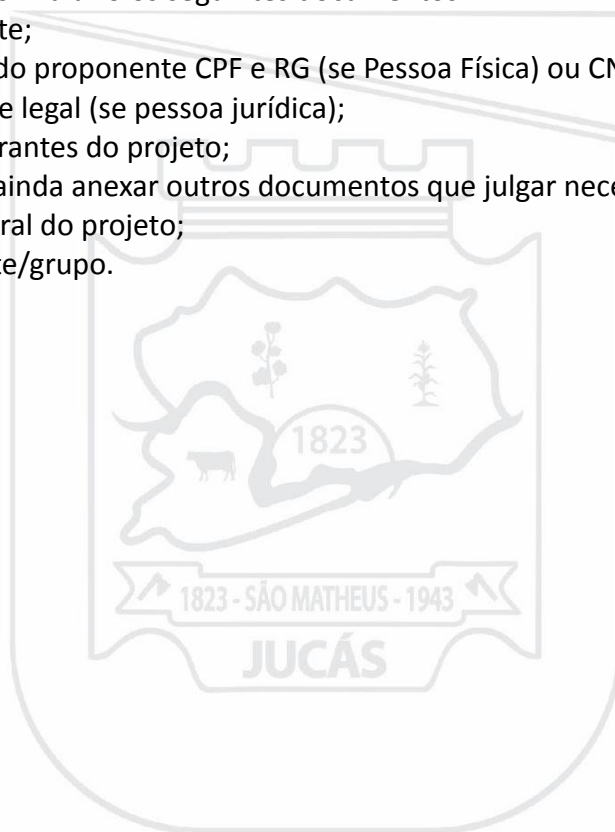 te;
do proponente CPF e RG (se Pessoa Física) ou CN
e legal (se pessoa jurídica);
rantes do projeto;
ainda anexar outros documentos que julgar nece
ral do projeto;
te/grupo.
1823
1823 - SÃO MATHEUS - 1943
JUCÁS